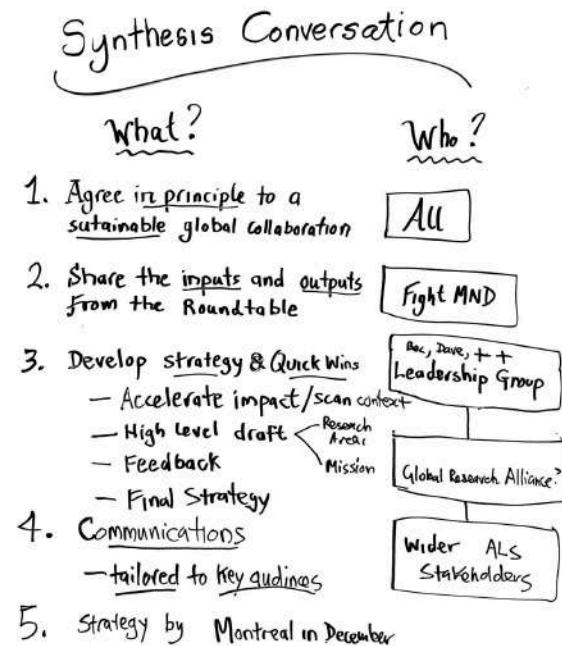 Synthesis Conversation
What?
Who?
1. Agree in principle to a
sutainable global collaboration
All
2. Share the inputs and outputs
from the Roundtable
Fight MND
3. Develop strategy & Quick Wins
— Accelerate impact/scan context
— High Level draft
Research
Areas
Mission
— Feedback
— Final Strategy
Bec, Dave, ++
Leadership Group
Global Research Alliance?
4. Communications
— tailored to key audinces
Wider ALS
Stakeholders
5. Strategy by Montreal in December